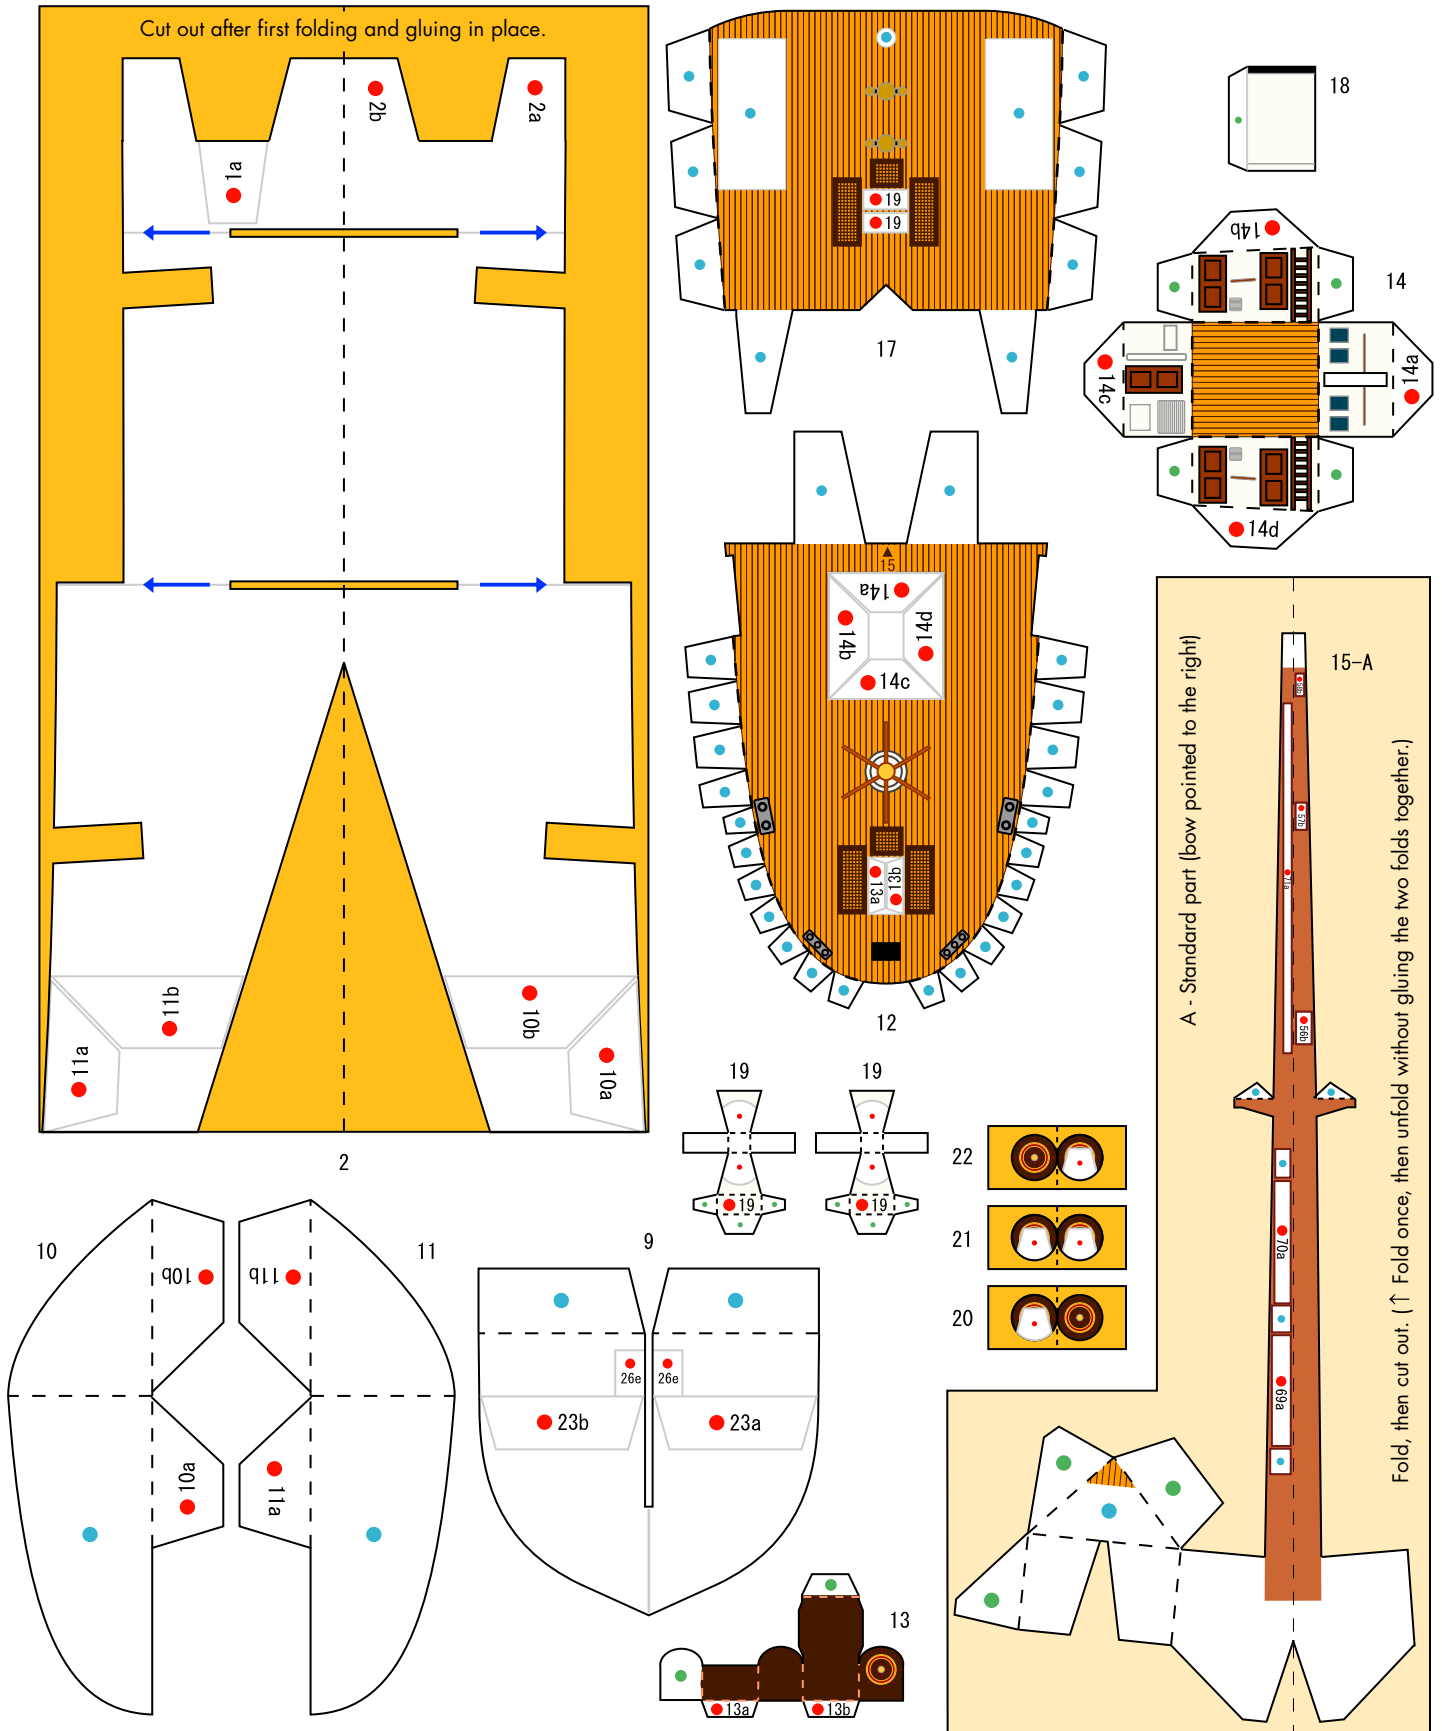 Cut out after first folding and gluing in place.
2b
2a
1a
11b
11a
10b
10a
2
19
19
17
18
14b
14
14c
14a
14d
15
14a
14b
14d
14c
13a
13b
12
15-A
A - Standard part (bow pointed to the right)
Fold, then cut out. (↑ Fold once, then unfold without gluing the two folds together.)
57b
71a
56b
70a
69a
19
19
19
19
22
21
20
10
11
10b
11b
10a
11a
9
26e
26e
23b
23a
13
13a
13b